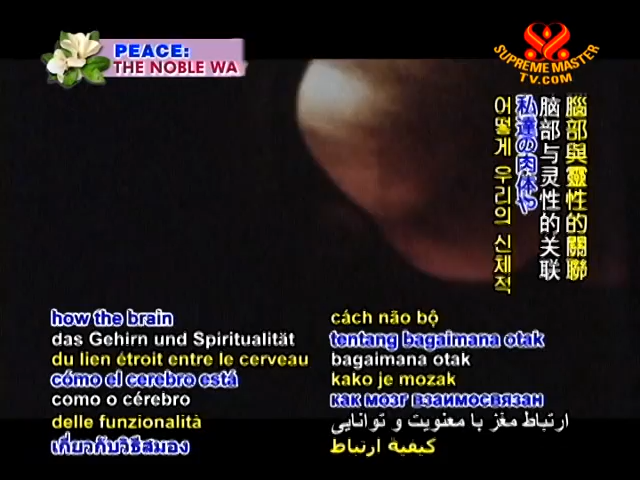 PEACE:
THE NOBLE WA
SUPREME MASTER
TV.COM
腦部與靈性的關聯
脑部与灵性的关联
私達の肉体や
어떻게 우리의 신체적
how the brain
das Gehirn und Spiritualität
du lien étroit entre le cerveau
cómo el cerebro está
como o cérebro
delle funzionalità
เกี่ยวกับวิธีสมอง
cách não bộ
tentang bagaimana otak
bagaimana otak
kako je mozak
как мозг взаимосвязан
ارتباط مغز با معنویت و توانایی
كيفية ارتباط